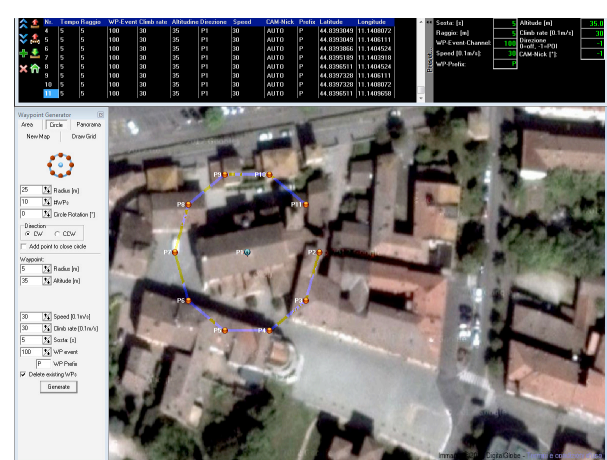 Nr. Tempo Raggio WP-Event Climb rate Altitudine Direzione Speed CAM-Nick Prefix Latitude Longitude
4 5 5 100 30 35 P1 30 AUTO P 44.8393049 11.1408072
5 5 5 100 30 35 P1 30 AUTO P 44.8393049 11.1406111
6 5 5 100 30 35 P1 30 AUTO P 44.8393866 11.1404524
7 5 5 100 30 35 P1 30 AUTO P 44.8395189 11.1403918
8 5 5 100 30 35 P1 30 AUTO P 44.8396511 11.1404524
9 5 5 100 30 35 P1 30 AUTO P 44.8397328 11.1406111
10 5 5 100 30 35 P1 30 AUTO P 44.8397328 11.1408072
11 5 5 100 30 35 P1 30 AUTO P 44.8396511 11.1409658
Sosta: [s] 5 Altitude [m] 35.0
Raggio: [m] 5 Climb rate [0.1m/s] 30
WP-Event-Channel: 100 Direzione 0=off, -1=POI -1
Speed [0.1m/s]: 30 CAM-Nick [°]: -1
WP-Prefix: P
Waypoint Generator
Area Circle Panorama
New Map Draw Grid
25 Radius [m]
10 #WPs
0 Circle Rotation [°]
Direction
CW CCW
Add point to close circle
Waypoint:
5 Radius [m]
35 Altitude [m]
30 Speed [0.1m/s]
30 Climb rate [0.1m/s]
5 Sosta: [s]
100 WP event
P WP Prefix
Delete existing WPs
Generate
P9 P10
P8 P11
P7 P1 P2
P6 P3
P5 P4
DigitalGlobe